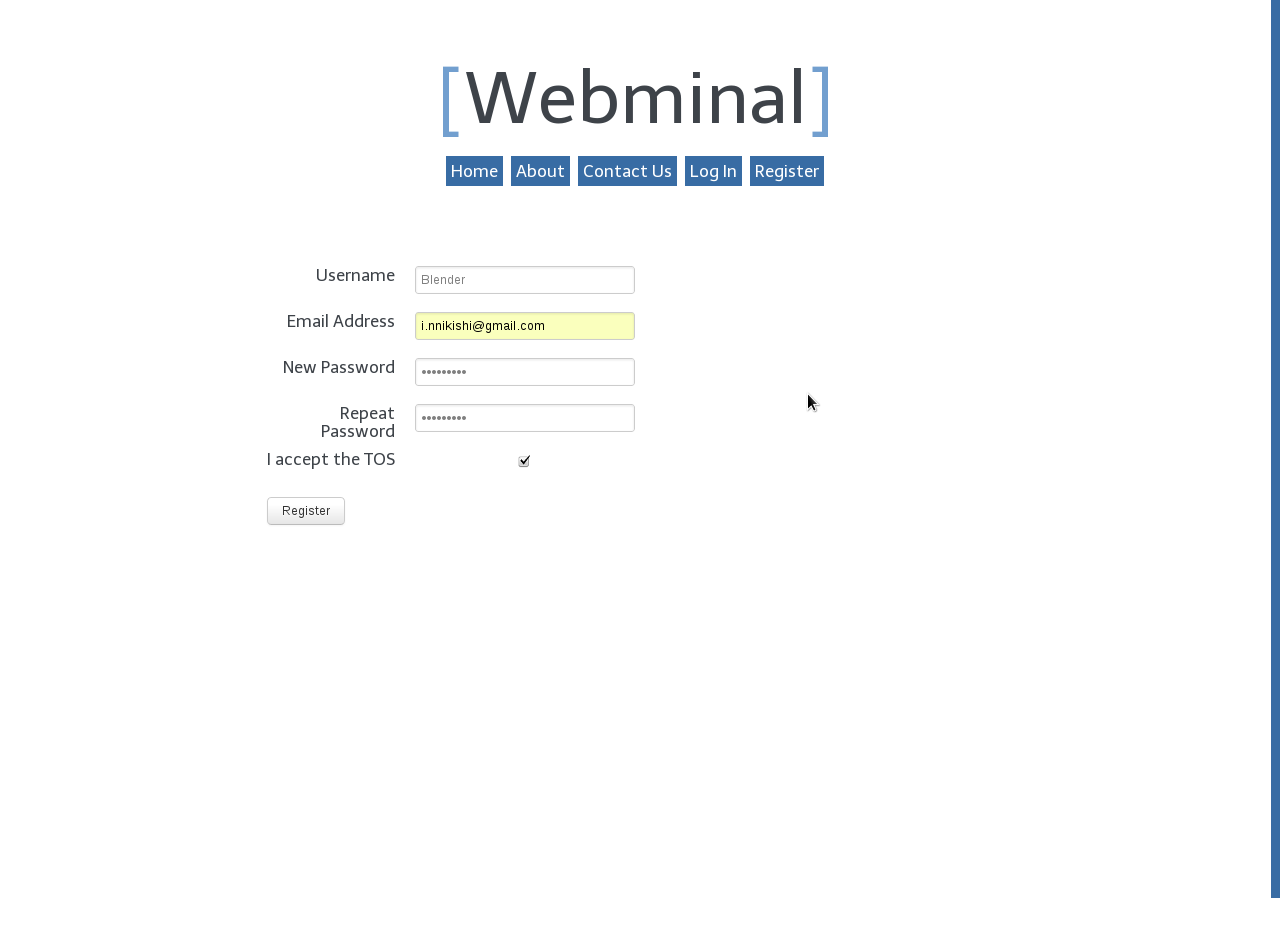 [Webminal]
Home About Contact Us Log In Register
Username Blender
Email Address i.nnikishi@gmail.com
New Password •••••••••
Repeat Password •••••••••
I accept the TOS
Register